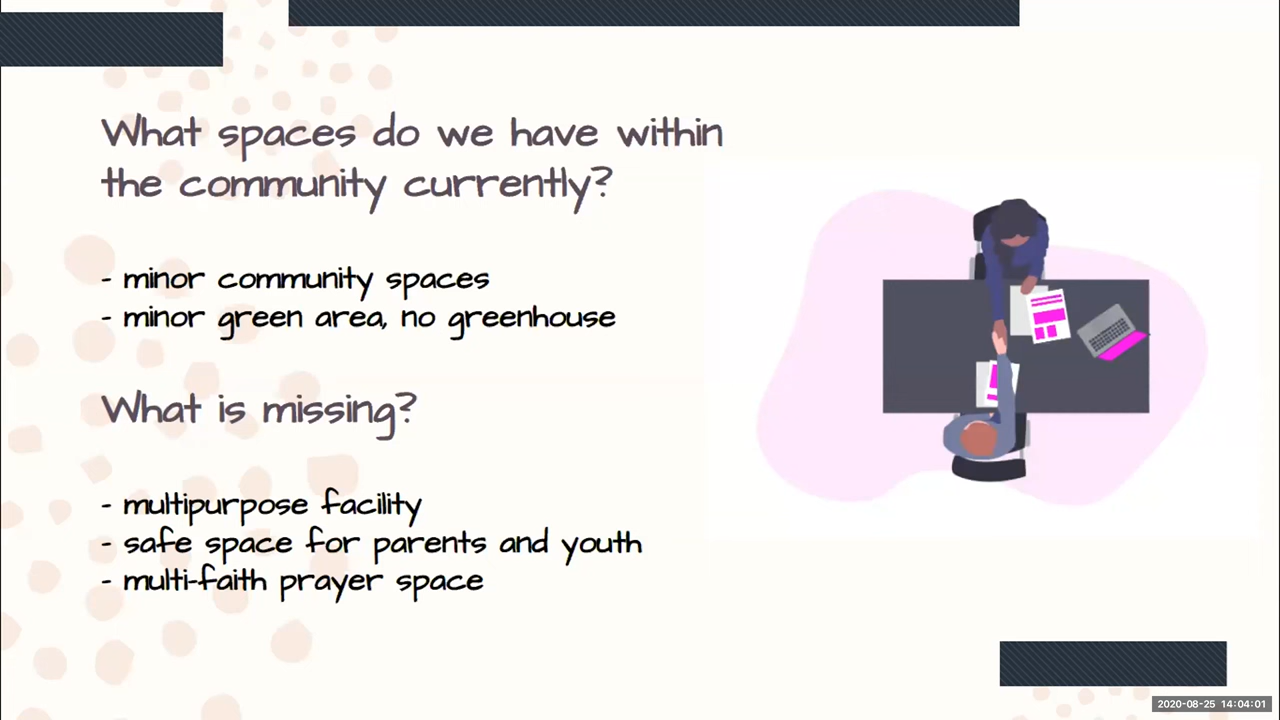 What spaces do we have within
the community currently?
- minor community spaces
- minor green area, no greenhouse
What is missing?
- multipurpose facility
- safe space for parents and youth
- multi-faith prayer space
2020-08-25 14:04:01